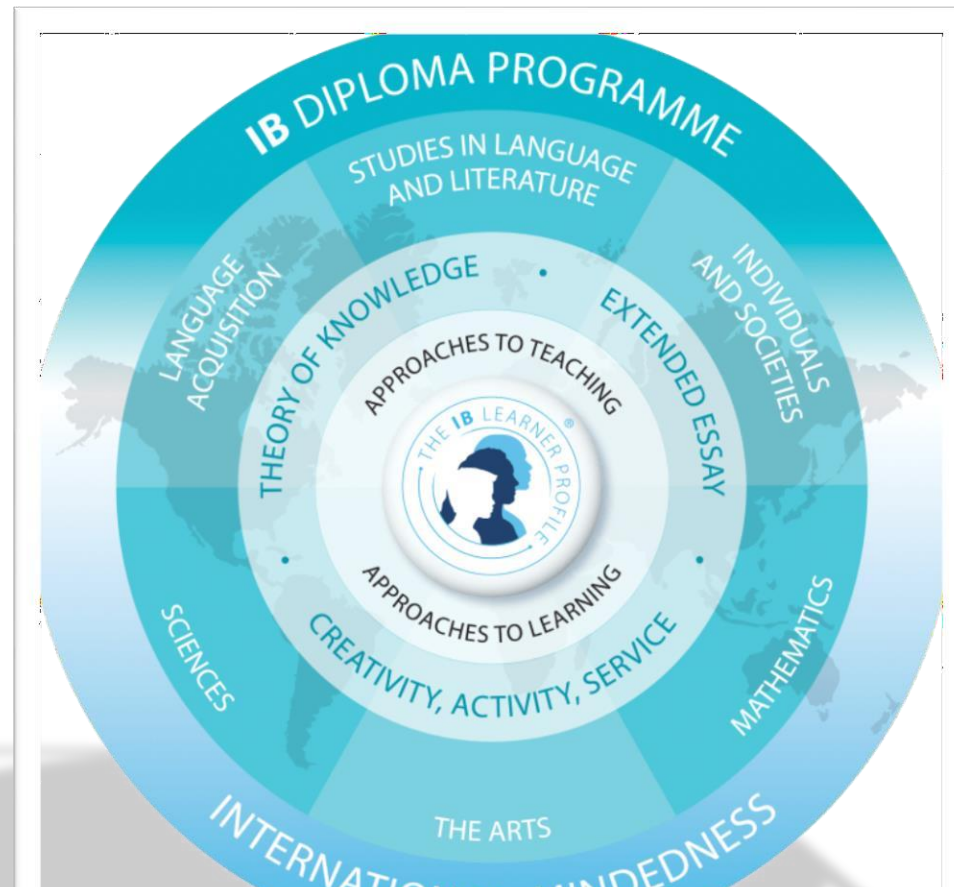 IB DIPLOMA PROGRAMME
STUDIES IN LANGUAGE
AND LITERATURE
LANGUAGE
ACQUISITION
INDIVIDUALS
AND SOCIETIES
THEORY OF KNOWLEDGE
•
EXTENDED ESSAY
APPROACHES TO TEACHING
THE IB LEARNER PROFILE®
APPROACHES TO LEARNING
•
•
CREATIVITY, ACTIVITY, SERVICE
SCIENCES
MATHEMATICS
THE ARTS